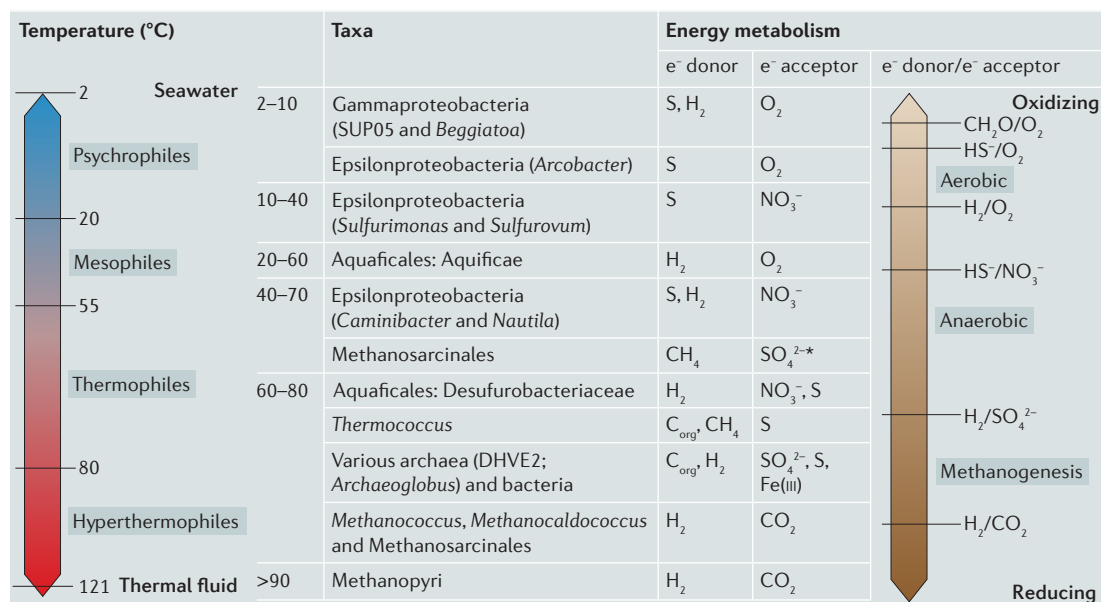 Temperature (°C)
Taxa
Energy metabolism
e⁻ donor
e⁻ acceptor
e⁻ donor/e⁻ acceptor
2
Seawater
Psychrophiles
20
Mesophiles
55
Thermophiles
80
Hyperthermophiles
121 Thermal fluid
2–10
Gammaproteobacteria
(SUP05 and Beggiatoa)
S, H₂
O₂
Epsilonproteobacteria (Arcobacter)
S
O₂
10–40
Epsilonproteobacteria
(Sulfurimonas and Sulfurovum)
S
NO₃⁻
20–60
Aquaficales: Aquificae
H₂
O₂
40–70
Epsilonproteobacteria
(Caminibacter and Nautila)
S, H₂
NO₃⁻
Methanosarcinales
CH₄
SO₄²⁻*
60–80
Aquaficales: Desufurobacteriaceae
H₂
NO₃⁻, S
Thermococcus
C_org, CH₄
S
Various archaea (DHVE2;
Archaeoglobus) and bacteria
C_org, H₂
SO₄²⁻, S,
Fe(III)
Methanococcus, Methanocaldococcus
and Methanosarcinales
H₂
CO₂
>90
Methanopyri
H₂
CO₂
Oxidizing
CH₂O/O₂
HS⁻/O₂
Aerobic
H₂/O₂
HS⁻/NO₃⁻
Anaerobic
H₂/SO₄²⁻
Methanogenesis
H₂/CO₂
Reducing